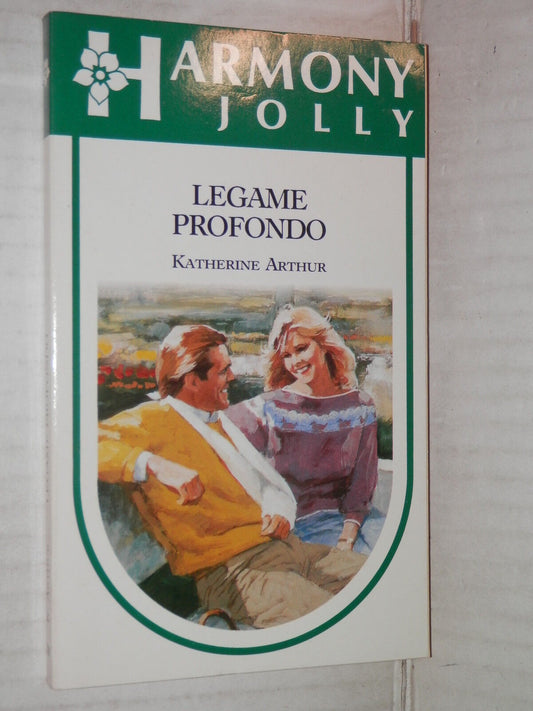 HARMONY
JOLLY
LEGAME
PROFONDO
KATHERINE ARTHUR